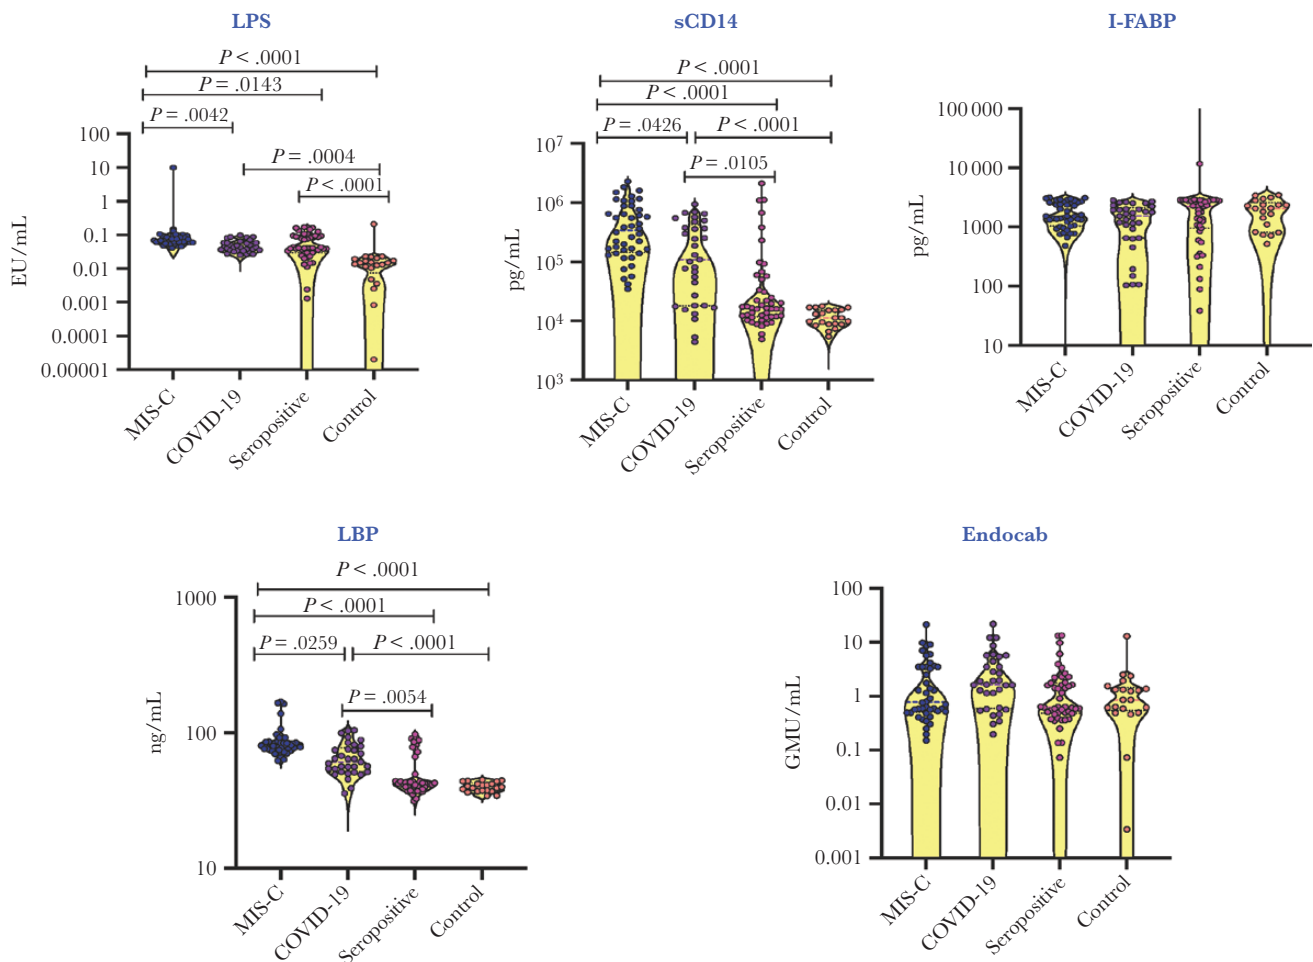 LPS
P < .0001
P = .0143
P = .0042
P = .0004
P < .0001
100
10
1
0.1
0.01
0.001
0.0001
0.00001
EU/mL
MIS-C
COVID-19
Seropositive
Control
sCD14
P < .0001
P < .0001
P = .0426
P < .0001
P = .0105
10⁷
10⁶
10⁵
10⁴
10³
pg/mL
MIS-C
COVID-19
Seropositive
Control
I-FABP
100 000
10 000
1000
100
10
pg/mL
MIS-C
COVID-19
Seropositive
Control
LBP
P < .0001
P < .0001
P = .0259
P < .0001
P = .0054
1000
100
10
ng/mL
MIS-C
COVID-19
Seropositive
Control
Endocab
100
10
1
0.1
0.01
0.001
GMU/mL
MIS-C
COVID-19
Seropositive
Control